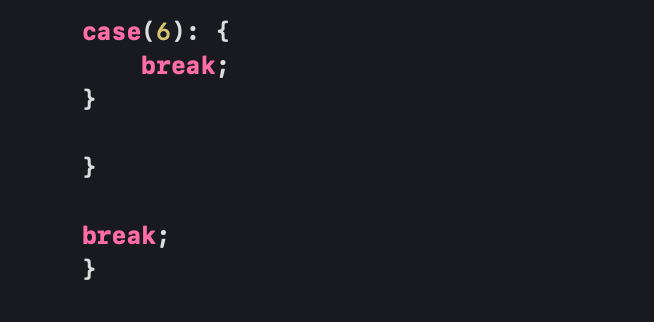 case(6): {
break;
}
}
break;
}